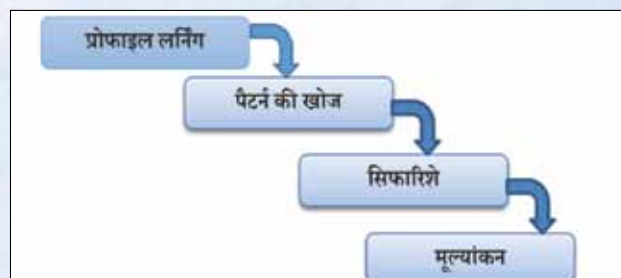 प्रोफाइल लर्निंग
पैटर्न की खोज
सिफारिशे
मूल्यांकन